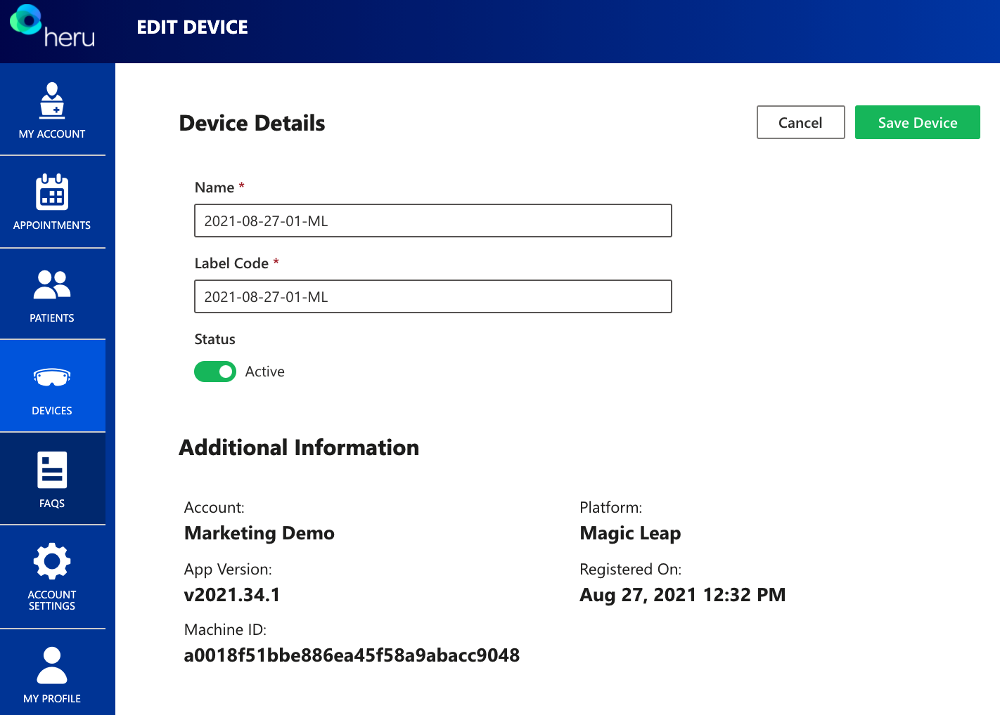 heru
EDIT DEVICE
MY ACCOUNT
APPOINTMENTS
PATIENTS
DEVICES
FAQS
ACCOUNT
SETTINGS
MY PROFILE
Device Details
Cancel
Save Device
Name *
2021-08-27-01-ML
Label Code *
2021-08-27-01-ML
Status
Active
Additional Information
Account:
Marketing Demo
Platform:
Magic Leap
App Version:
v2021.34.1
Registered On:
Aug 27, 2021 12:32 PM
Machine ID:
a0018f51bbe886ea45f58a9abacc9048